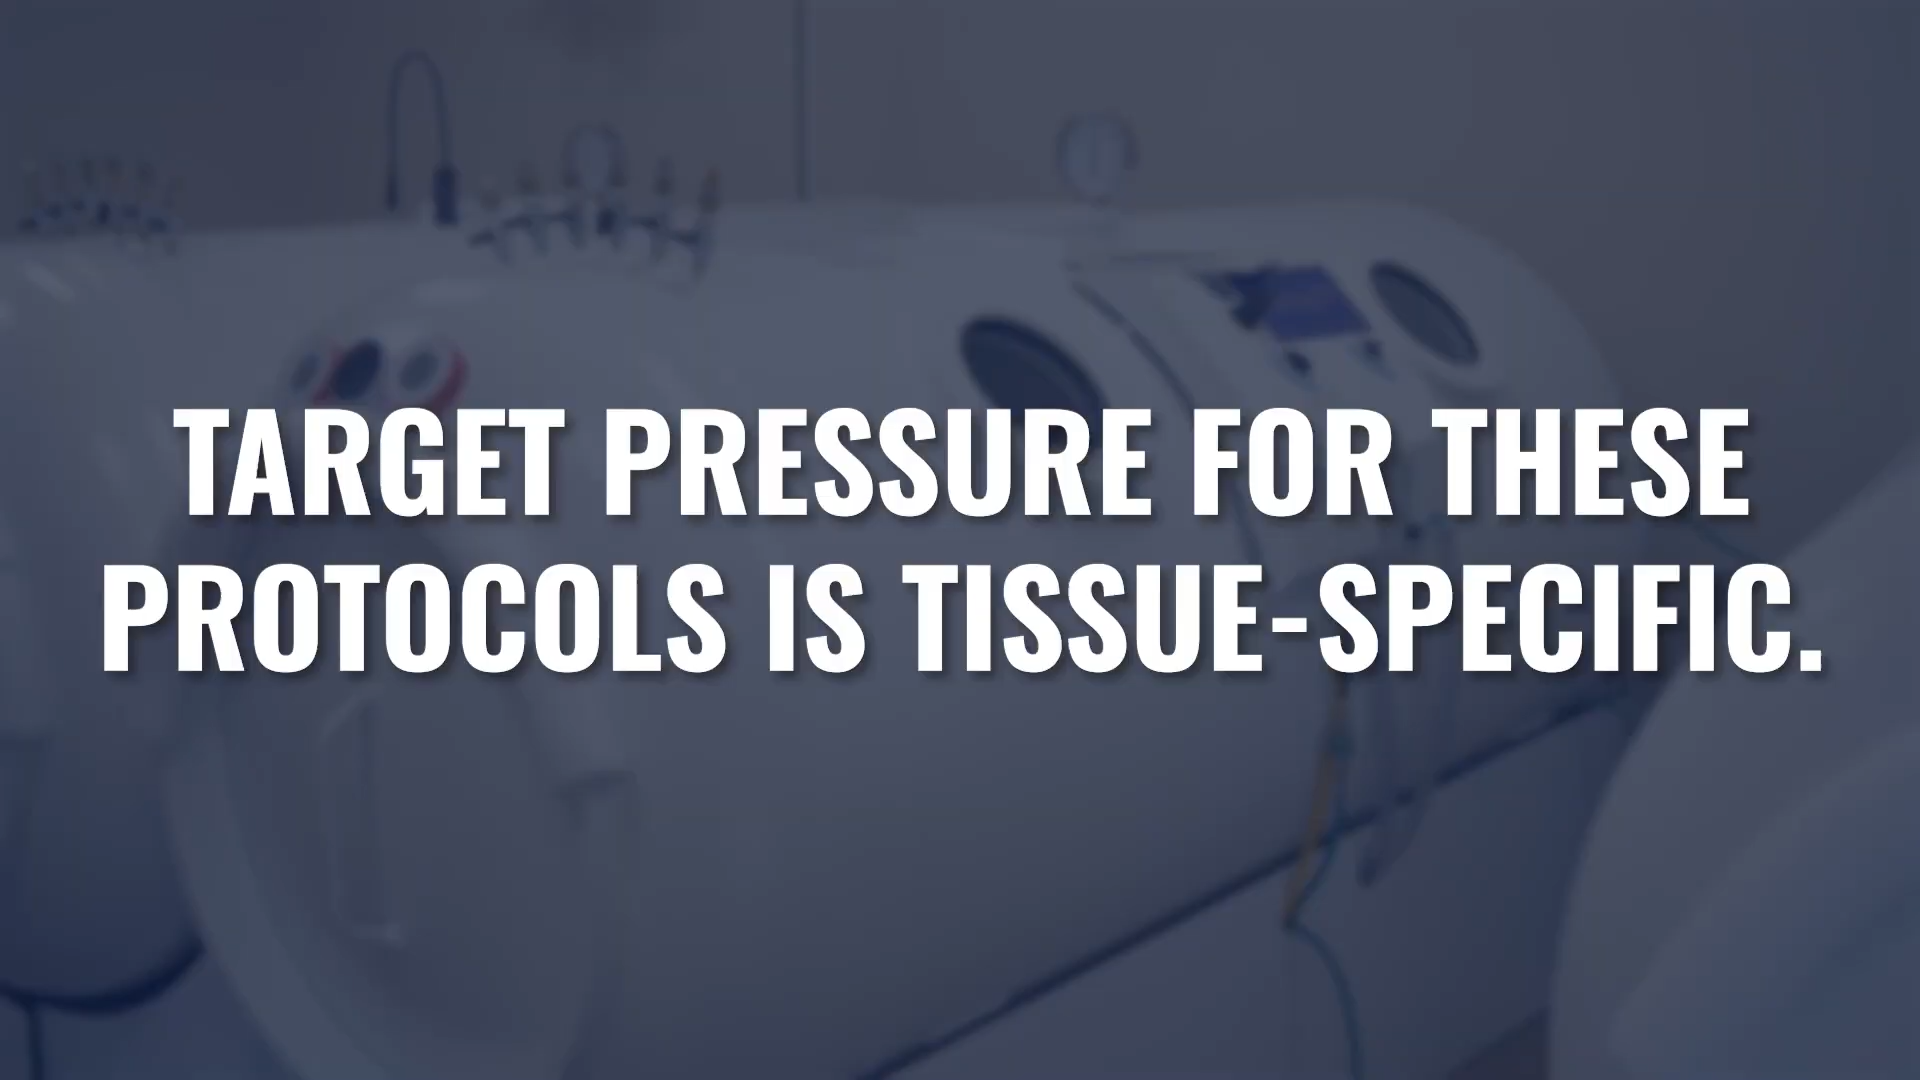 TARGET PRESSURE FOR THESE
PROTOCOLS IS TISSUE-SPECIFIC.